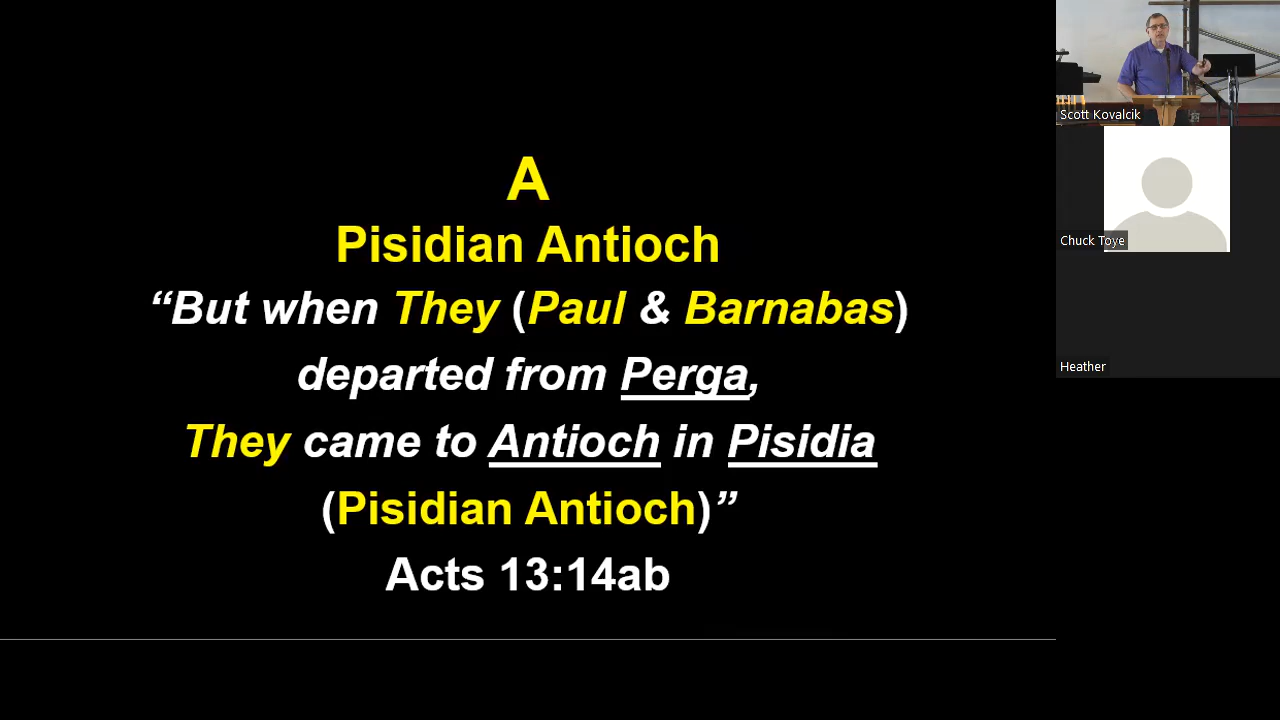 A
Pisidian Antioch
“But when They (Paul & Barnabas)
departed from Perga,
They came to Antioch in Pisidia
(Pisidian Antioch)”
Acts 13:14ab
Scott Kovalcik
Chuck Toye
Heather